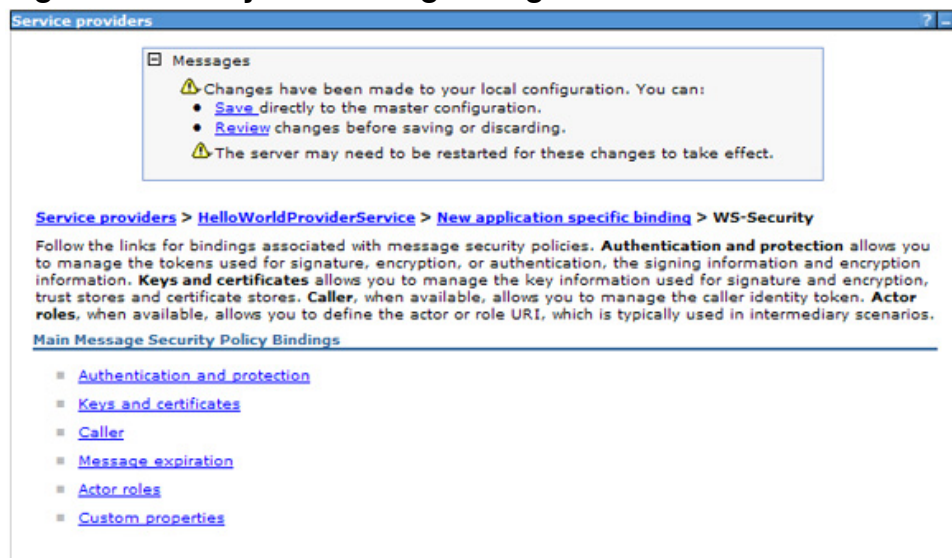 Service providers ? -
Messages
Changes have been made to your local configuration. You can:
Save directly to the master configuration.
Review changes before saving or discarding.
The server may need to be restarted for these changes to take effect.
Service providers > HelloWorldProviderService > New application specific binding > WS-Security
Follow the links for bindings associated with message security policies. Authentication and protection allows you
to manage the tokens used for signature, encryption, or authentication, the signing information and encryption
information. Keys and certificates allows you to manage the key information used for signature and encryption,
trust stores and certificate stores. Caller, when available, allows you to manage the caller identity token. Actor
roles, when available, allows you to define the actor or role URI, which is typically used in intermediary scenarios.
Main Message Security Policy Bindings
Authentication and protection
Keys and certificates
Caller
Message expiration
Actor roles
Custom properties